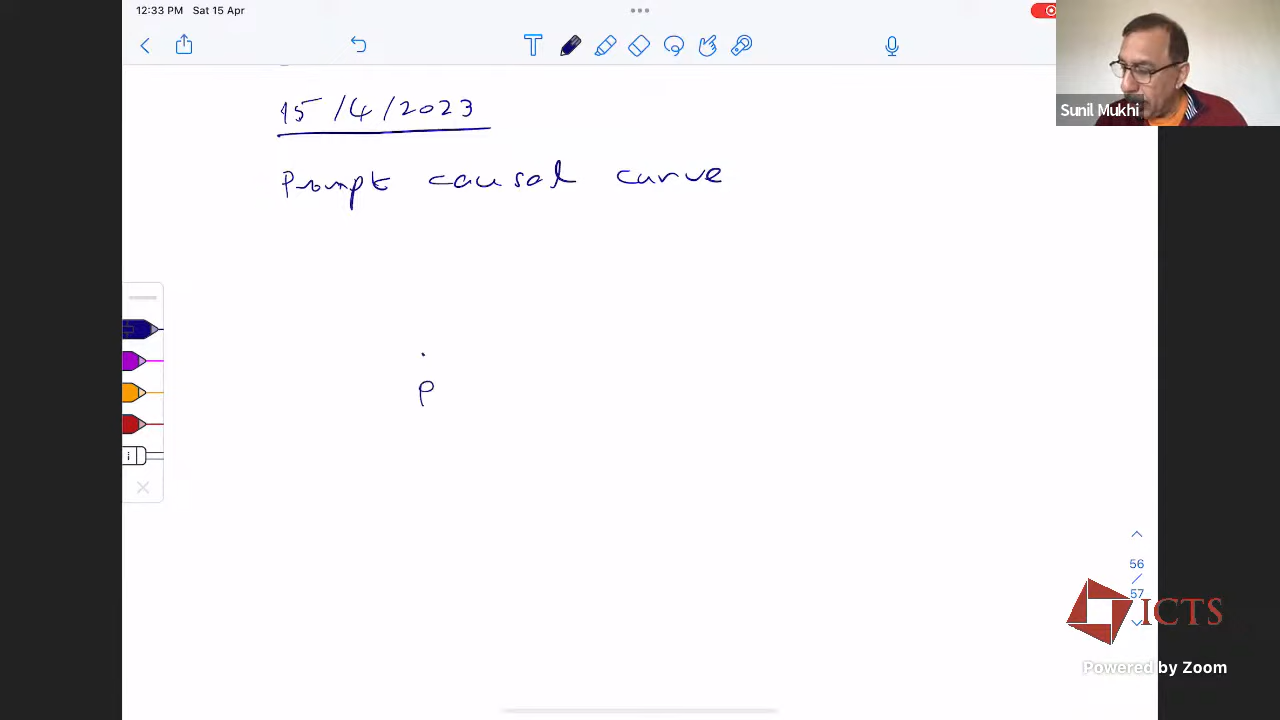 12:33 PM Sat 15 Apr
Sunil Mukhi
15/4/2023
Prompt causal curve
P
56
/
57
ICTS
Powered by Zoom